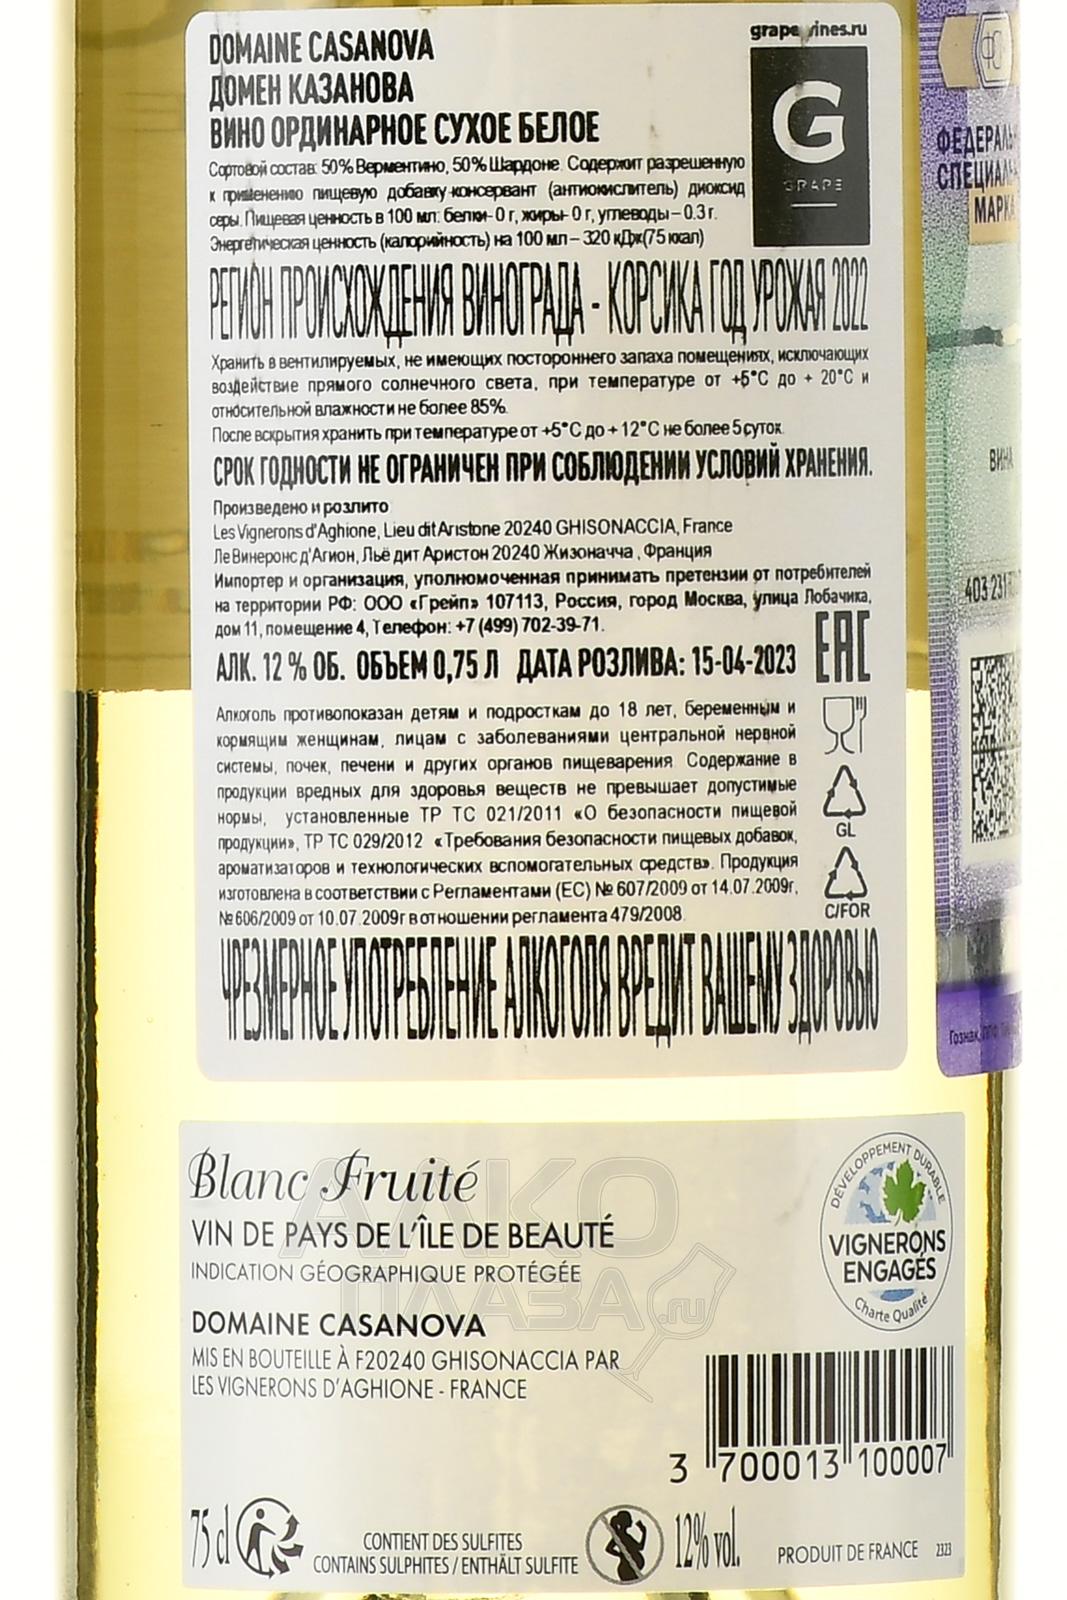 DOMAINE CASANOVA
ДОМЕН КАЗАНОВА
ВИНО ОРДИНАРНОЕ СУХОЕ БЕЛОЕ
Сортовой состав: 50% Верментино, 50% Шардоне. Содержит разрешенную
к применению пищевую добавку-консервант (антиокислитель) диоксид
серы. Пищевая ценность в 100 мл: белки- 0 г, жиры- 0 г, углеводы – 0.3 г.
Энергетическая ценность (калорийность) на 100 мл – 320 кДж (75 ккал)
grapewines.ru
G
GRAPE
РЕГИОН ПРОИСХОЖДЕНИЯ ВИНОГРАДА - КОРСИКА ГОД УРОЖАЯ 2022
Хранить в вентилируемых, не имеющих постороннего запаха помещениях, исключающих
воздействие прямого солнечного света, при температуре от +5°C до + 20°C и
относительной влажности не более 85%.
После вскрытия хранить при температуре от +5°C до + 12°C не более 5 суток.
СРОК ГОДНОСТИ НЕ ОГРАНИЧЕН ПРИ СОБЛЮДЕНИИ УСЛОВИЙ ХРАНЕНИЯ.
Произведено и розлито
Les Vignerons d'Aghione, Lieu dit Aristone 20240 GHISONACCIA, France
Ле Винеронс д'Агион, Льё дит Аристон 20240 Жизоначча , Франция
Импортер и организация, уполномоченная принимать претензии от потребителей
на территории РФ: ООО «Грейп» 107113, Россия, город Москва, улица Лобачика,
дом 11, помещение 4, Телефон: +7 (499) 702-39-71.
АЛК. 12 % ОБ. ОБЪЕМ 0,75 Л ДАТА РОЗЛИВА: 15-04-2023
EAC
Алкоголь противопоказан детям и подросткам до 18 лет, беременным и
кормящим женщинам, лицам с заболеваниями центральной нервной
системы, почек, печени и других органов пищеварения. Содержание в
продукции вредных для здоровья веществ не превышает допустимые
нормы, установленные ТР ТС 021/2011 «О безопасности пищевой
продукции», ТР ТС 029/2012 «Требования безопасности пищевых добавок,
ароматизаторов и технологических вспомогательных средств». Продукция
изготовлена в соответствии с Регламентами (ЕС) № 607/2009 от 14.07.2009г,
№ 606/2009 от 10.07.2009г в отношении регламента 479/2008.
GL
C/FOR
ЧРЕЗМЕРНОЕ УПОТРЕБЛЕНИЕ АЛКОГОЛЯ ВРЕДИТ ВАШЕМУ ЗДОРОВЬЮ
МАРКА
403 231
Гознак,
Blanc Fruité
VIN DE PAYS DE L'ÎLE DE BEAUTÉ
INDICATION GÉOGRAPHIQUE PROTÉGÉE
DOMAINE CASANOVA
MIS EN BOUTEILLE À F20240 GHISONACCIA PAR
LES VIGNERONS D'AGHIONE - FRANCE
DÉVELOPPEMENT DURABLE
VIGNERONS
ENGAGÉS
Charte Qualité
АЛКО
ПЛАЗА.ru
3 700013 100007
75 cl
CONTIENT DES SULFITES
CONTAINS SULPHITES / ENTHÄLT SULFITE
12% vol.
PRODUIT DE FRANCE 2323